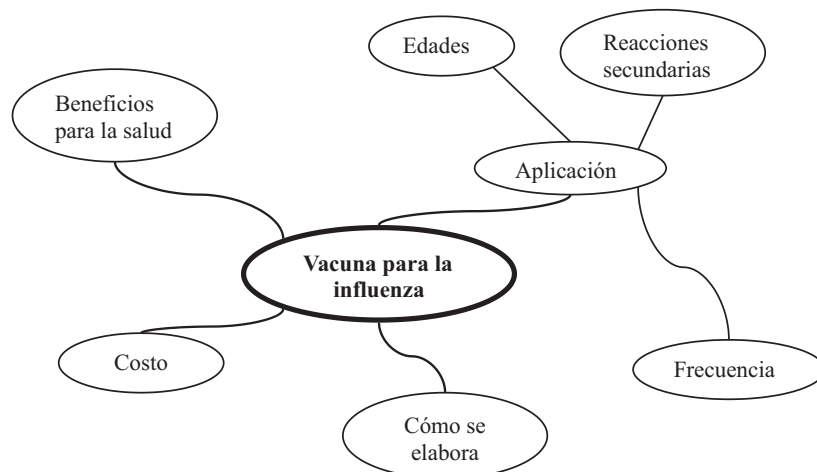 Edades
Reacciones
secundarias
Beneficios
para la salud
Aplicación
Vacuna para la
influenza
Costo
Frecuencia
Cómo se
elabora